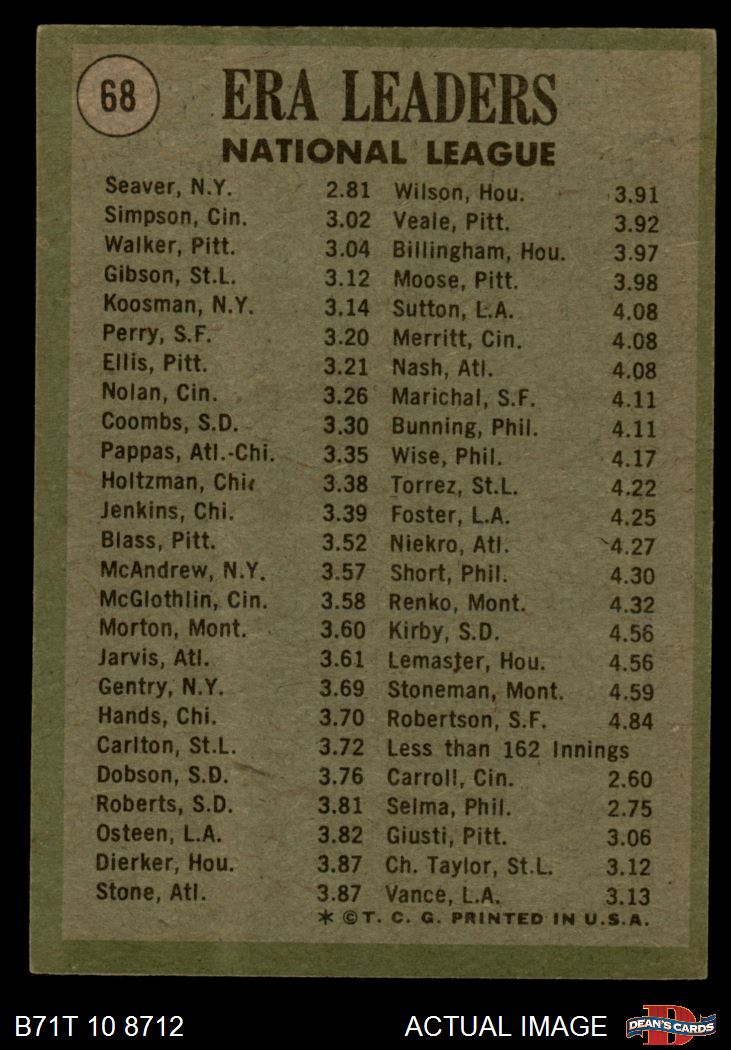 68
ERA LEADERS
NATIONAL LEAGUE
Seaver, N.Y. 2.81
Simpson, Cin. 3.02
Walker, Pitt. 3.04
Gibson, St.L. 3.12
Koosman, N.Y. 3.14
Perry, S.F. 3.20
Ellis, Pitt. 3.21
Nolan, Cin. 3.26
Coombs, S.D. 3.30
Pappas, Atl.-Chi. 3.35
Holtzman, Chi. 3.38
Jenkins, Chi. 3.39
Blass, Pitt. 3.52
McAndrew, N.Y. 3.57
McGlothlin, Cin. 3.58
Morton, Mont. 3.60
Jarvis, Atl. 3.61
Gentry, N.Y. 3.69
Hands, Chi. 3.70
Carlton, St.L. 3.72
Dobson, S.D. 3.76
Roberts, S.D. 3.81
Osteen, L.A. 3.82
Dierker, Hou. 3.87
Stone, Atl. 3.87
Wilson, Hou. 3.91
Veale, Pitt. 3.92
Billingham, Hou. 3.97
Moose, Pitt. 3.98
Sutton, L.A. 4.08
Merritt, Cin. 4.08
Nash, Atl. 4.08
Marichal, S.F. 4.11
Bunning, Phil. 4.11
Wise, Phil. 4.17
Torrez, St.L. 4.22
Foster, L.A. 4.25
Niekro, Atl. 4.27
Short, Phil. 4.30
Renko, Mont. 4.32
Kirby, S.D. 4.56
Lemaster, Hou. 4.56
Stoneman, Mont. 4.59
Robertson, S.F. 4.84
Less than 162 Innings
Carroll, Cin. 2.60
Selma, Phil. 2.75
Giusti, Pitt. 3.06
Ch. Taylor, St.L. 3.12
Vance, L.A. 3.13
* © T. C. G. PRINTED IN U.S.A.
B71T 10 8712 ACTUAL IMAGE
D
DEAN'S CARDS